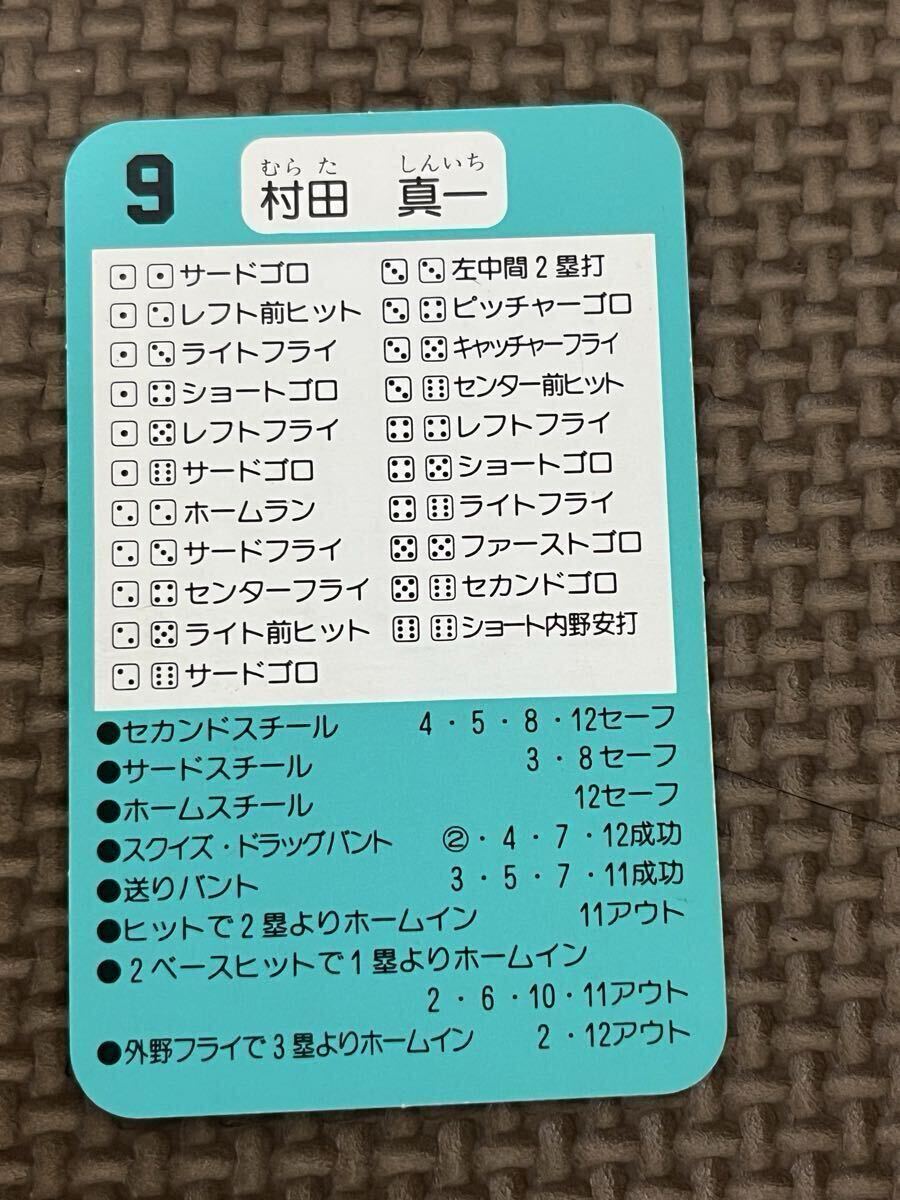 9
むらた しんいち
村田 真一
サードゴロ
レフト前ヒット
ライトフライ
ショートゴロ
レフトフライ
サードゴロ
ホームラン
サードフライ
センターフライ
ライト前ヒット
サードゴロ
左中間2塁打
ピッチャーゴロ
キャッチャーフライ
センター前ヒット
レフトフライ
ショートゴロ
ライトフライ
ファーストゴロ
セカンドゴロ
ショート内野安打
●セカンドスチール 4・5・8・12セーフ
●サードスチール 3・8セーフ
●ホームスチール 12セーフ
●スクイズ・ドラッグバント ②・4・7・12成功
●送りバント 3・5・7・11成功
●ヒットで2塁よりホームイン 11アウト
●2ベースヒットで1塁よりホームイン
2・6・10・11アウト
●外野フライで3塁よりホームイン 2・12アウト